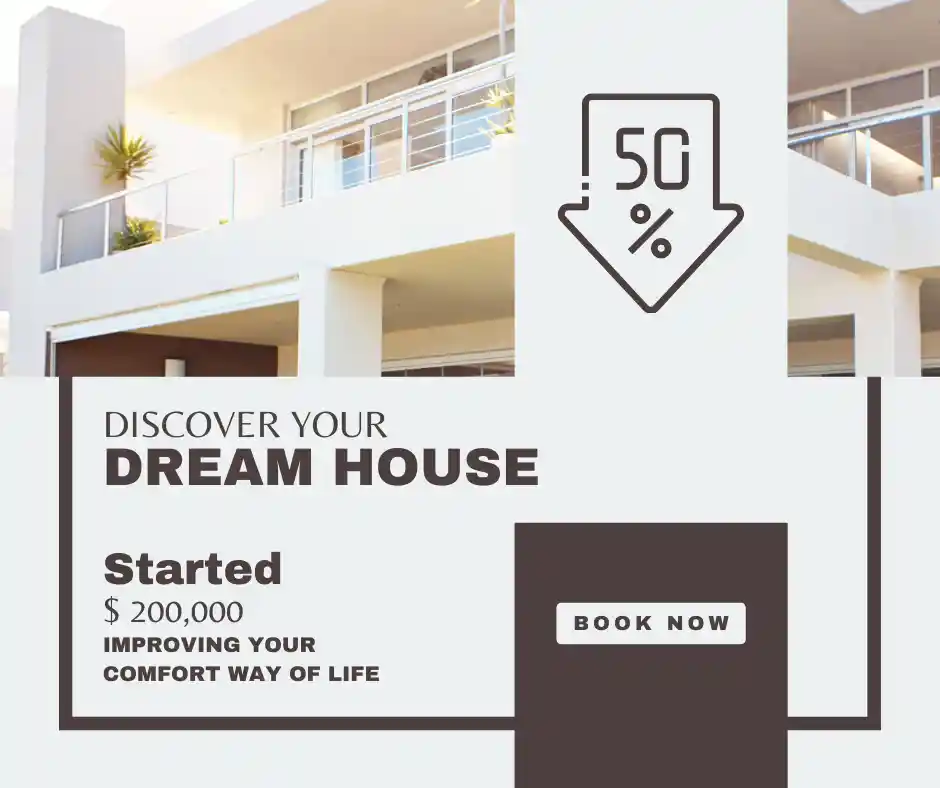 50
%
DISCOVER YOUR
DREAM HOUSE
Started
$ 200,000
IMPROVING YOUR
COMFORT WAY OF LIFE
BOOK NOW